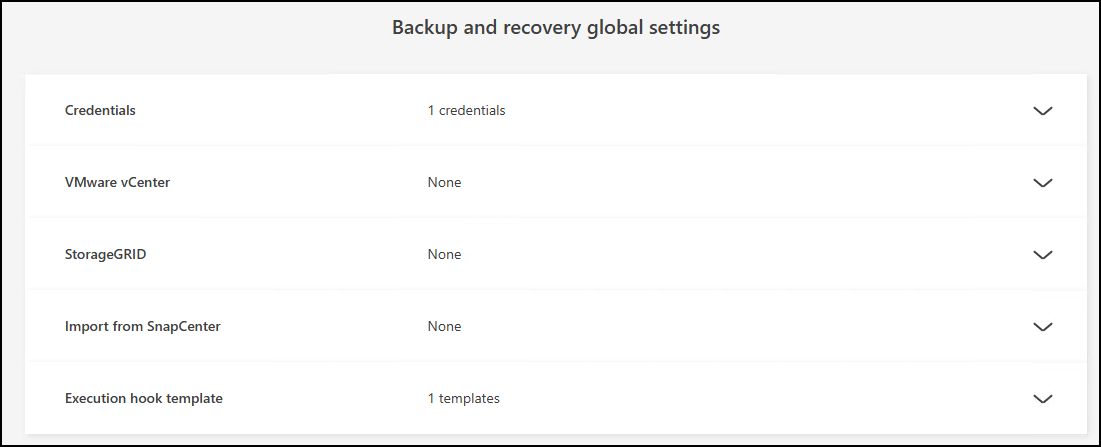 Backup and recovery global settings
Credentials 1 credentials
VMware vCenter None
StorageGRID None
Import from SnapCenter None
Execution hook template 1 templates